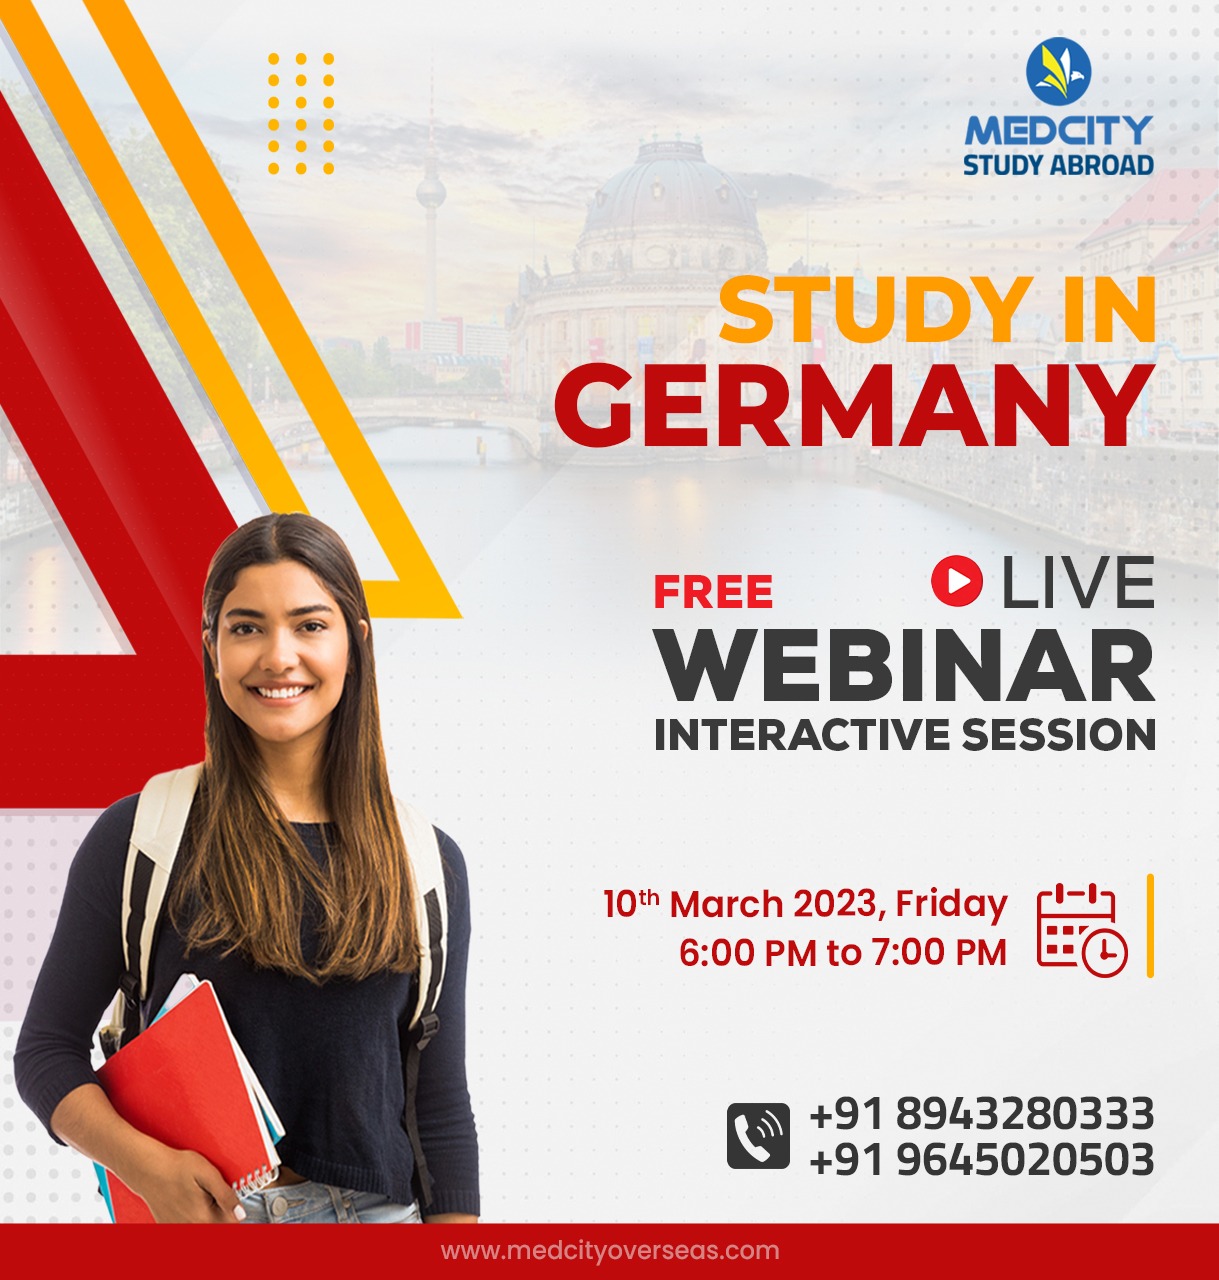 MEDCITY
STUDY ABROAD
STUDY IN
GERMANY
FREE LIVE
WEBINAR
INTERACTIVE SESSION
10th March 2023, Friday
6:00 PM to 7:00 PM
+91 8943280333
+91 9645020503
www.medcityoverseas.com